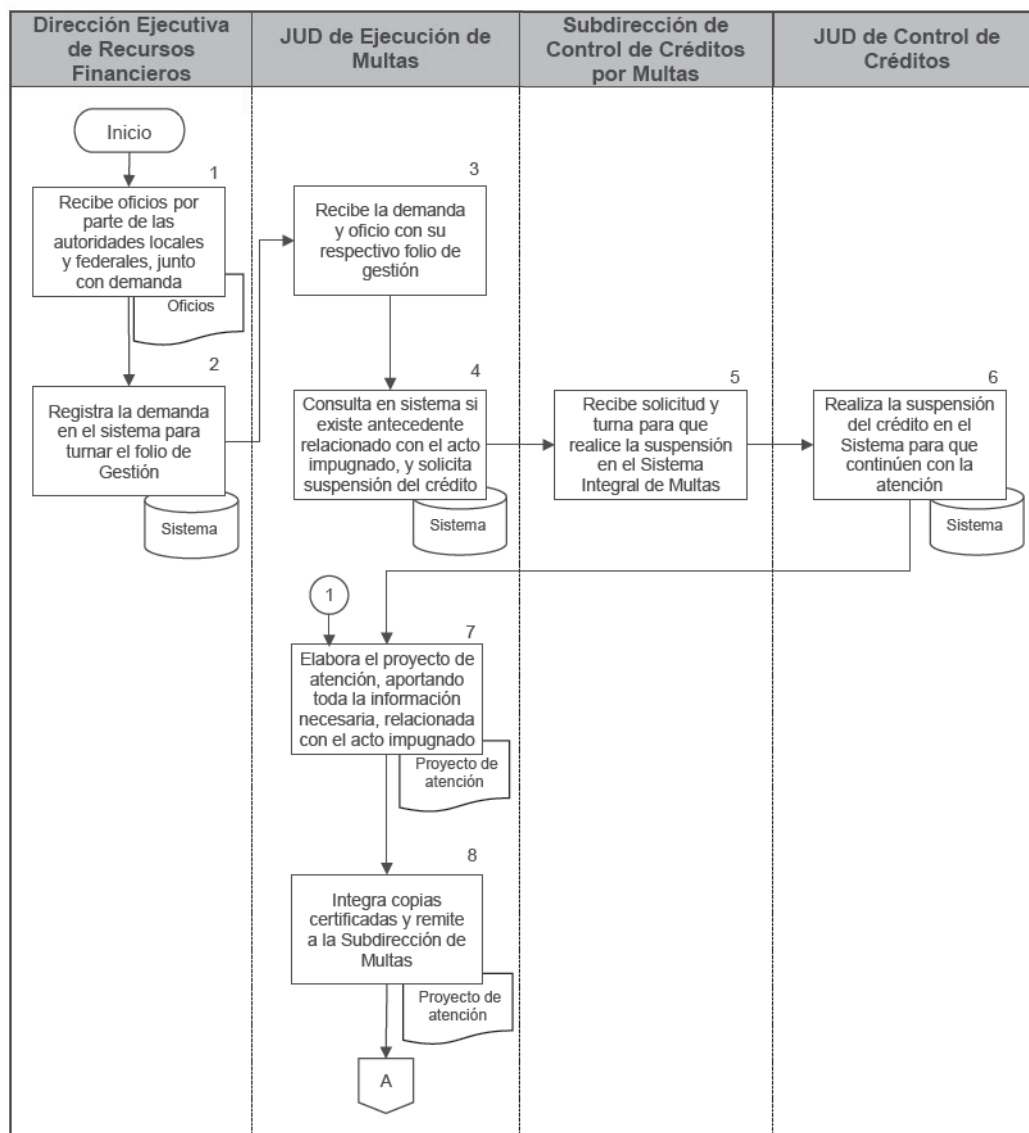 Dirección Ejecutiva
de Recursos
Financieros
JUD de Ejecución de
Multas
Subdirección de
Control de Créditos
por Multas
JUD de Control de
Créditos
Inicio
1
Recibe oficios por
parte de las
autoridades locales
y federales, junto
con demanda
Oficios
2
Registra la demanda
en el sistema para
turnar el folio de
Gestión
Sistema
3
Recibe la demanda
y oficio con su
respectivo folio de
gestión
4
Consulta en sistema si
existe antecedente
relacionado con el acto
impugnado, y solicita
suspensión del crédito
Sistema
5
Recibe solicitud y
turna para que
realice la suspensión
en el Sistema
Integral de Multas
6
Realiza la suspensión
del crédito en el
Sistema para que
continúen con la
atención
Sistema
1
7
Elabora el proyecto de
atención, aportando
toda la información
necesaria, relacionada
con el acto impugnado
Proyecto de
atención
8
Integra copias
certificadas y remite
a la Subdirección de
Multas
Proyecto de
atención
A